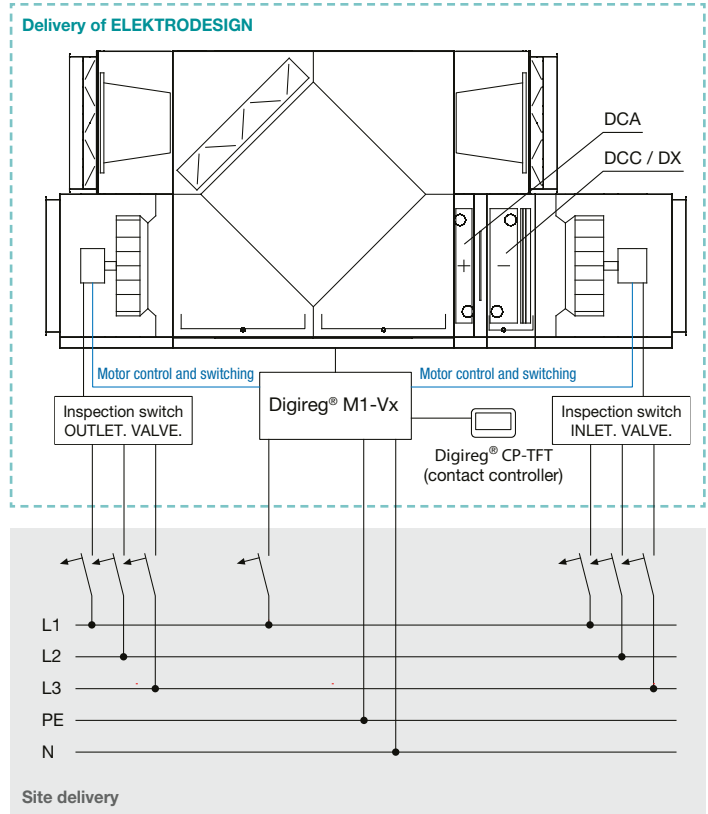 Delivery of ELEKTRODESIGN
DCA
DCC / DX
+
−
Motor control and switching
Motor control and switching
Digireg® M1-Vx
Inspection switch
OUTLET. VALVE.
Inspection switch
INLET. VALVE.
Digireg® CP-TFT
(contact controller)
L1
L2
L3
PE
N
Site delivery